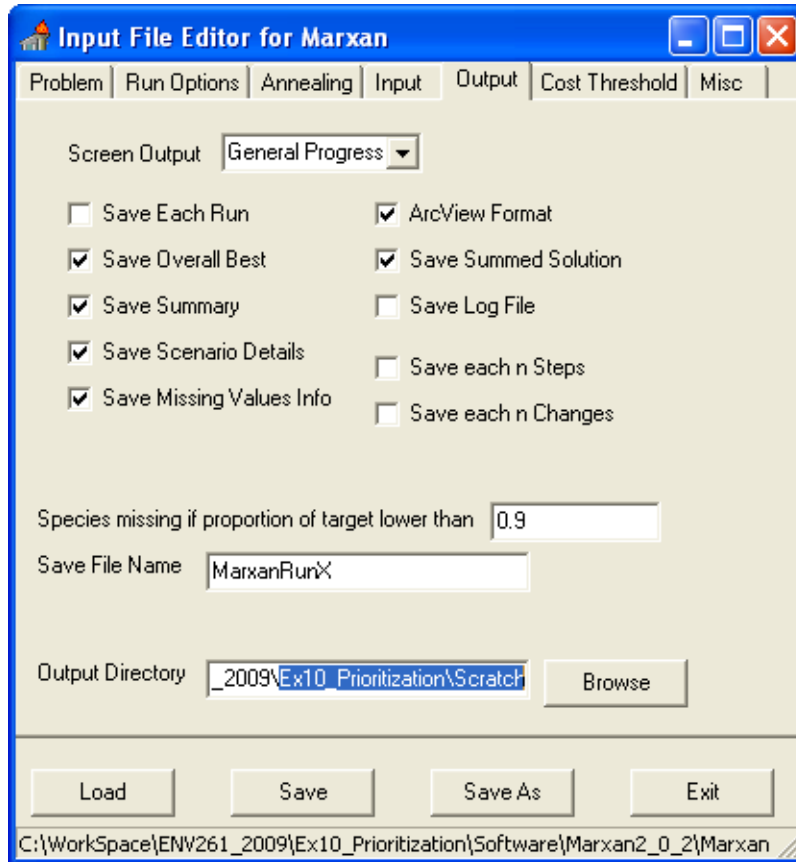 Input File Editor for Marxan
Problem Run Options Annealing Input Output Cost Threshold Misc
Screen Output General Progress
Save Each Run ArcView Format
Save Overall Best Save Summed Solution
Save Summary Save Log File
Save Scenario Details
Save each n Steps
Save Missing Values Info
Save each n Changes
Species missing if proportion of target lower than 0.9
Save File Name MarxanRunX
Output Directory _2009\Ex10_Prioritization\Scratch Browse
Load Save Save As Exit
C:\WorkSpace\ENV261_2009\Ex10_Prioritization\Software\Marxan2_0_2\Marxan